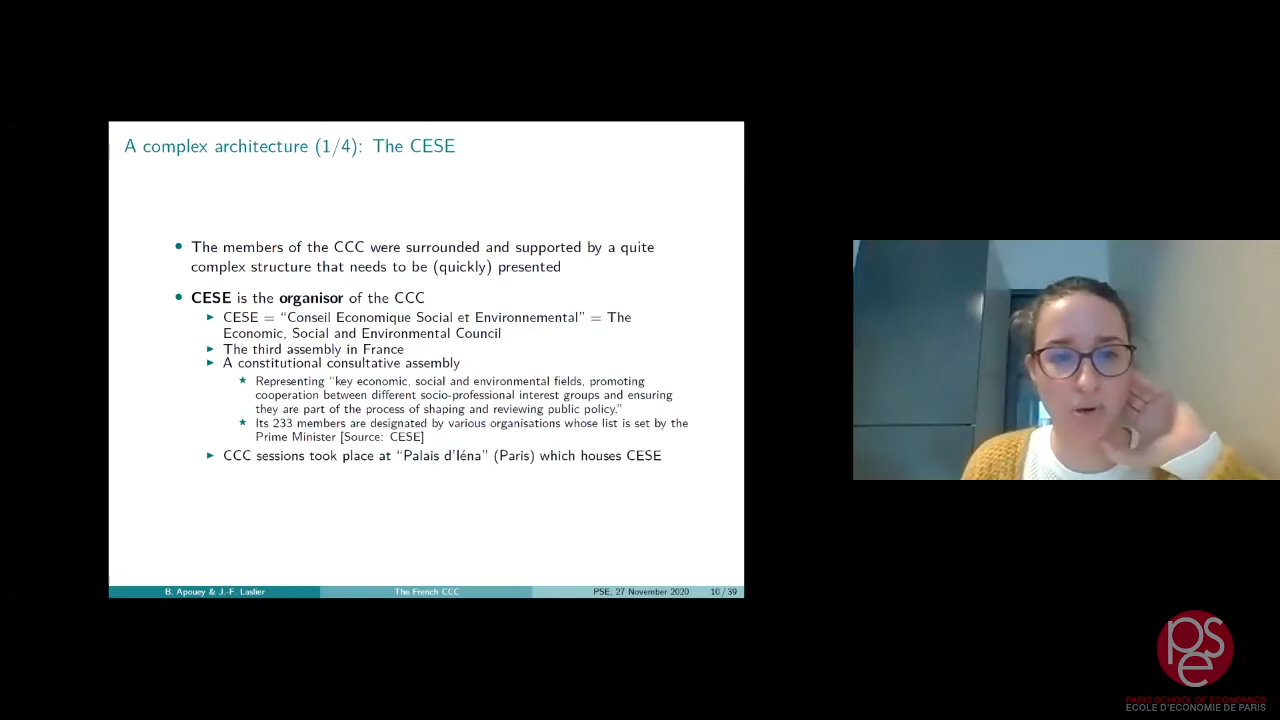 A complex architecture (1/4): The CESE
The members of the CCC were surrounded and supported by a quite
complex structure that needs to be (quickly) presented
CESE is the organisor of the CCC
CESE = “Conseil Economique Social et Environnemental” = The
Economic, Social and Environmental Council
The third assembly in France
A constitutional consultative assembly
Representing “key economic, social and environmental fields, promoting
cooperation between different socio-professional interest groups and ensuring
they are part of the process of shaping and reviewing public policy.”
Its 233 members are designated by various organisations whose list is set by the
Prime Minister [Source: CESE]
CCC sessions took place at “Palais d’Iéna” (Paris) which houses CESE
B. Apouey & J.-F. Laslier
The French CCC
PSE, 27 November 2020
10 / 39
pse
PARIS SCHOOL OF ECONOMICS
ECOLE D'ECONOMIE DE PARIS